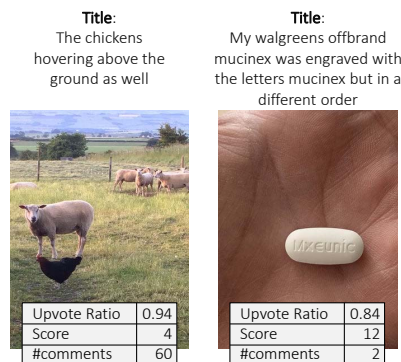 Title:
The chickens
hovering above the
ground as well
Upvote Ratio 0.94
Score 4
#comments 60
Title:
My walgreens offbrand
mucinex was engraved with
the letters mucinex but in a
different order
Mxeunic
Upvote Ratio 0.84
Score 12
#comments 2